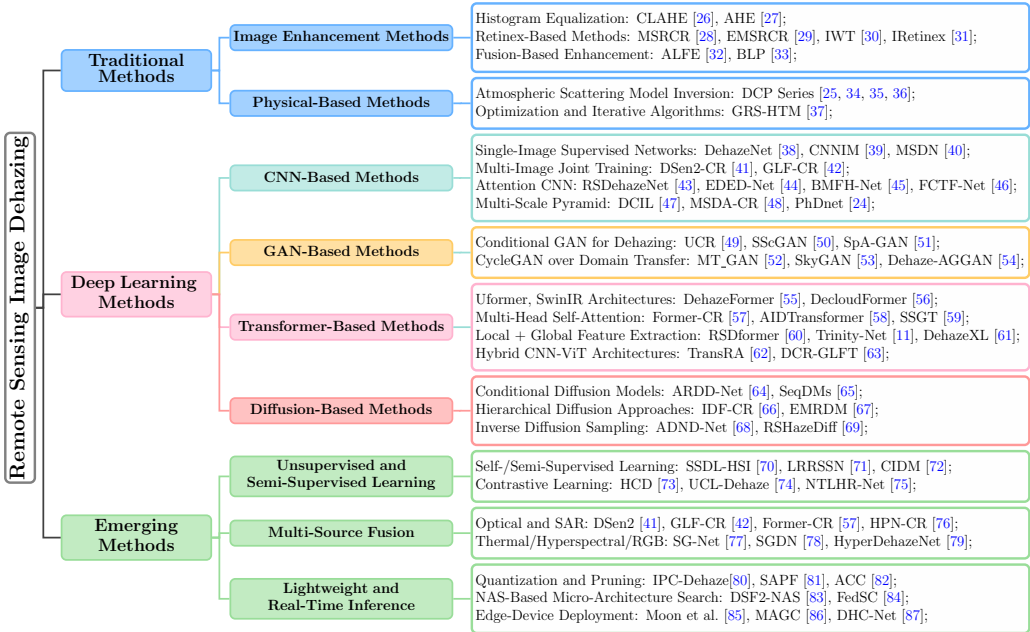 Remote Sensing Image Dehazing
Traditional
Methods
Image Enhancement Methods
Histogram Equalization: CLAHE [26], AHE [27];
Retinex-Based Methods: MSRCR [28], EMSRCR [29], IWT [30], IRetinex [31];
Fusion-Based Enhancement: ALFE [32], BLP [33];
Physical-Based Methods
Atmospheric Scattering Model Inversion: DCP Series [25, 34, 35, 36];
Optimization and Iterative Algorithms: GRS-HTM [37];
Deep Learning
Methods
CNN-Based Methods
Single-Image Supervised Networks: DehazeNet [38], CNNIM [39], MSDN [40];
Multi-Image Joint Training: DSen2-CR [41], GLF-CR [42];
Attention CNN: RSDehazeNet [43], EDED-Net [44], BMFH-Net [45], FCTF-Net [46];
Multi-Scale Pyramid: DCIL [47], MSDA-CR [48], PhDnet [24];
GAN-Based Methods
Conditional GAN for Dehazing: UCR [49], SScGAN [50], SpA-GAN [51];
CycleGAN over Domain Transfer: MT_GAN [52], SkyGAN [53], Dehaze-AGGAN [54];
Transformer-Based Methods
Uformer, SwinIR Architectures: DehazeFormer [55], DecloudFormer [56];
Multi-Head Self-Attention: Former-CR [57], AIDTransformer [58], SSGT [59];
Local + Global Feature Extraction: RSDformer [60], Trinity-Net [11], DehazeXL [61];
Hybrid CNN-ViT Architectures: TransRA [62], DCR-GLFT [63];
Diffusion-Based Methods
Conditional Diffusion Models: ARDD-Net [64], SeqDMs [65];
Hierarchical Diffusion Approaches: IDF-CR [66], EMRDM [67];
Inverse Diffusion Sampling: ADND-Net [68], RSHazeDiff [69];
Emerging
Methods
Unsupervised and
Semi-Supervised Learning
Self-/Semi-Supervised Learning: SSDL-HSI [70], LRRSSN [71], CIDM [72];
Contrastive Learning: HCD [73], UCL-Dehaze [74], NTLHR-Net [75];
Multi-Source Fusion
Optical and SAR: DSen2 [41], GLF-CR [42], Former-CR [57], HPN-CR [76];
Thermal/Hyperspectral/RGB: SG-Net [77], SGDN [78], HyperDehazeNet [79];
Lightweight and
Real-Time Inference
Quantization and Pruning: IPC-Dehaze[80], SAPF [81], ACC [82];
NAS-Based Micro-Architecture Search: DSF2-NAS [83], FedSC [84];
Edge-Device Deployment: Moon et al. [85], MAGC [86], DHC-Net [87];